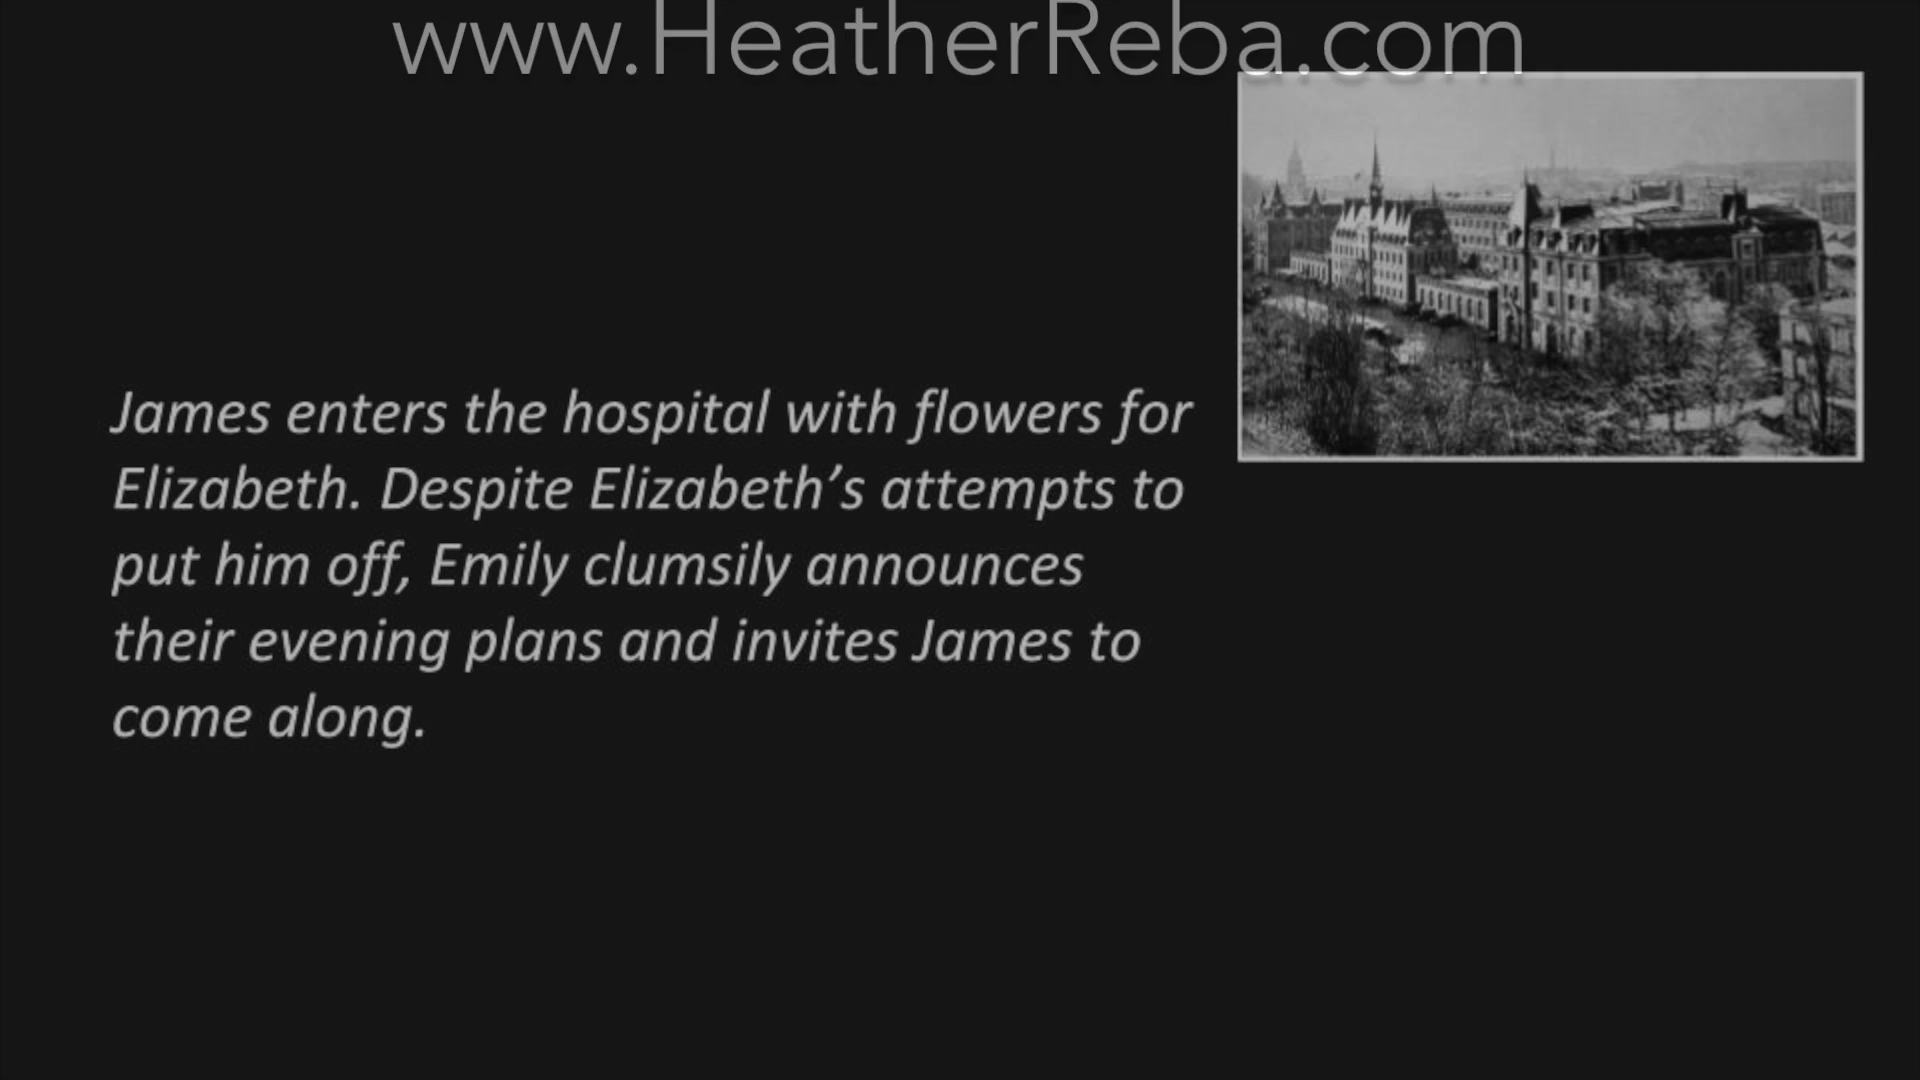 www.HeatherReba.com
James enters the hospital with flowers for
Elizabeth. Despite Elizabeth’s attempts to
put him off, Emily clumsily announces
their evening plans and invites James to
come along.